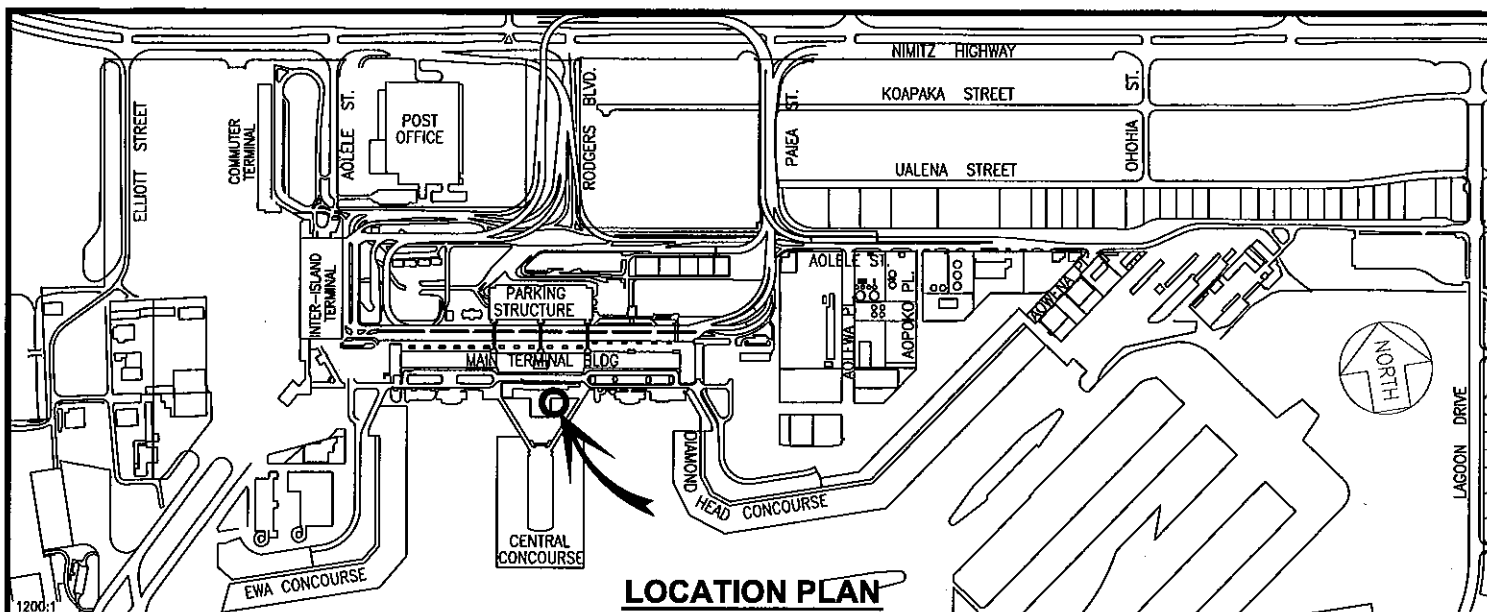 NIMITZ HIGHWAY
KOAPAKA STREET
UALENA STREET
ELLIOTT STREET
COMMUTER
TERMINAL
AOLELE ST.
POST
OFFICE
RODGERS BLVD.
PAIEA ST.
OHOHIA ST.
INTER-ISLAND
TERMINAL
PARKING
STRUCTURE
MAIN TERMINAL BLDG
AOLELE ST.
AOLEWA PL.
AOPOKO PL.
AOWENA PL.
NORTH
LAGOON DRIVE
DIAMOND
HEAD CONCOURSE
CENTRAL
CONCOURSE
EWA CONCOURSE
1200:1
LOCATION PLAN